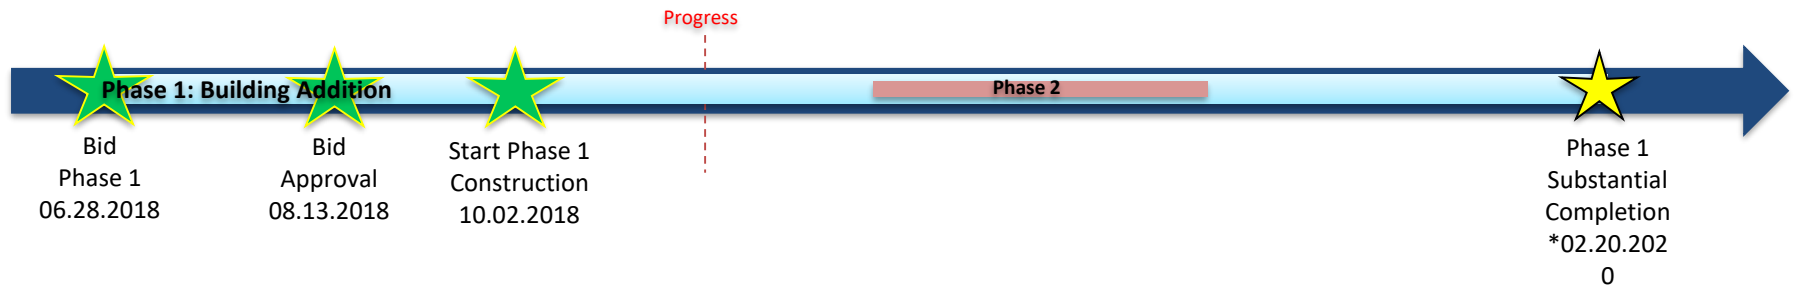 Progress
Phase 1: Building Addition
Phase 2
Bid
Phase 1
06.28.2018
Bid
Approval
08.13.2018
Start Phase 1
Construction
10.02.2018
Phase 1
Substantial
Completion
*02.20.202
0